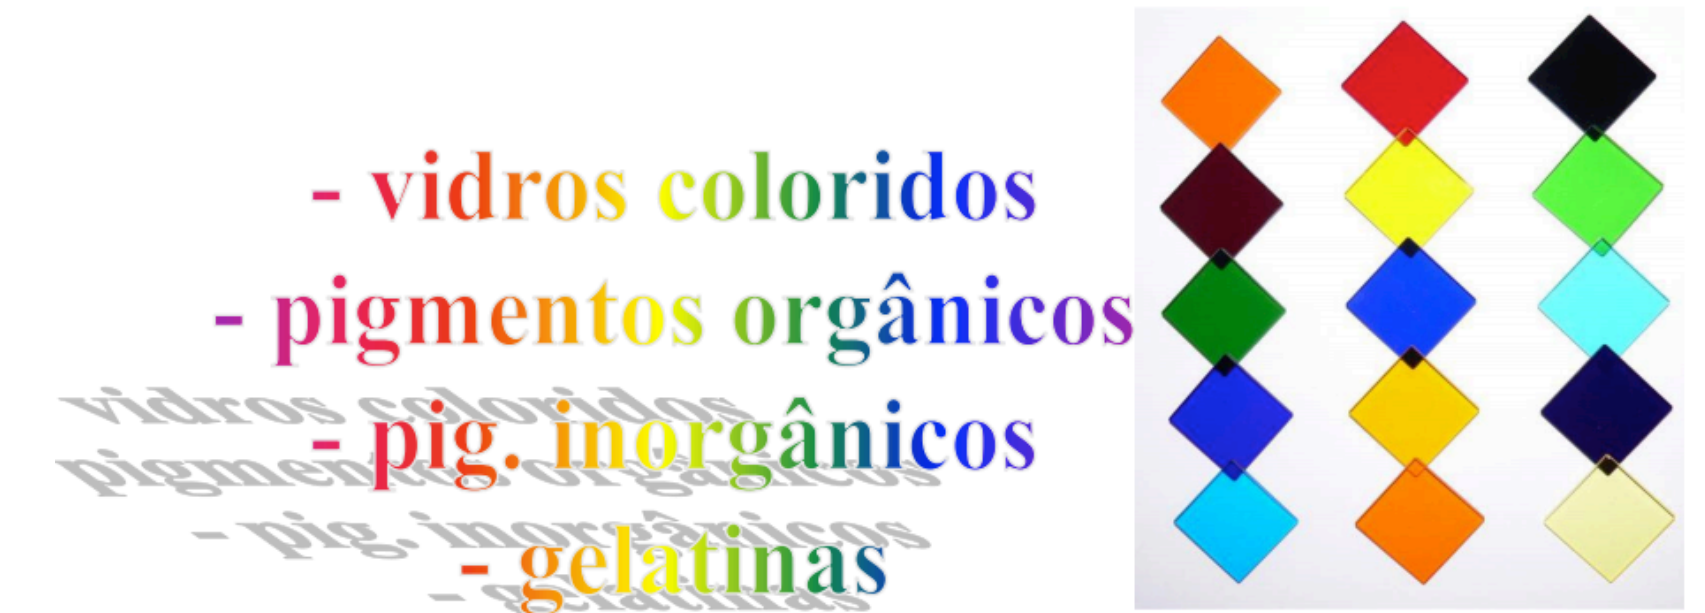 - vidros coloridos
- pigmentos orgânicos
- pig. inorgânicos
- gelatinas